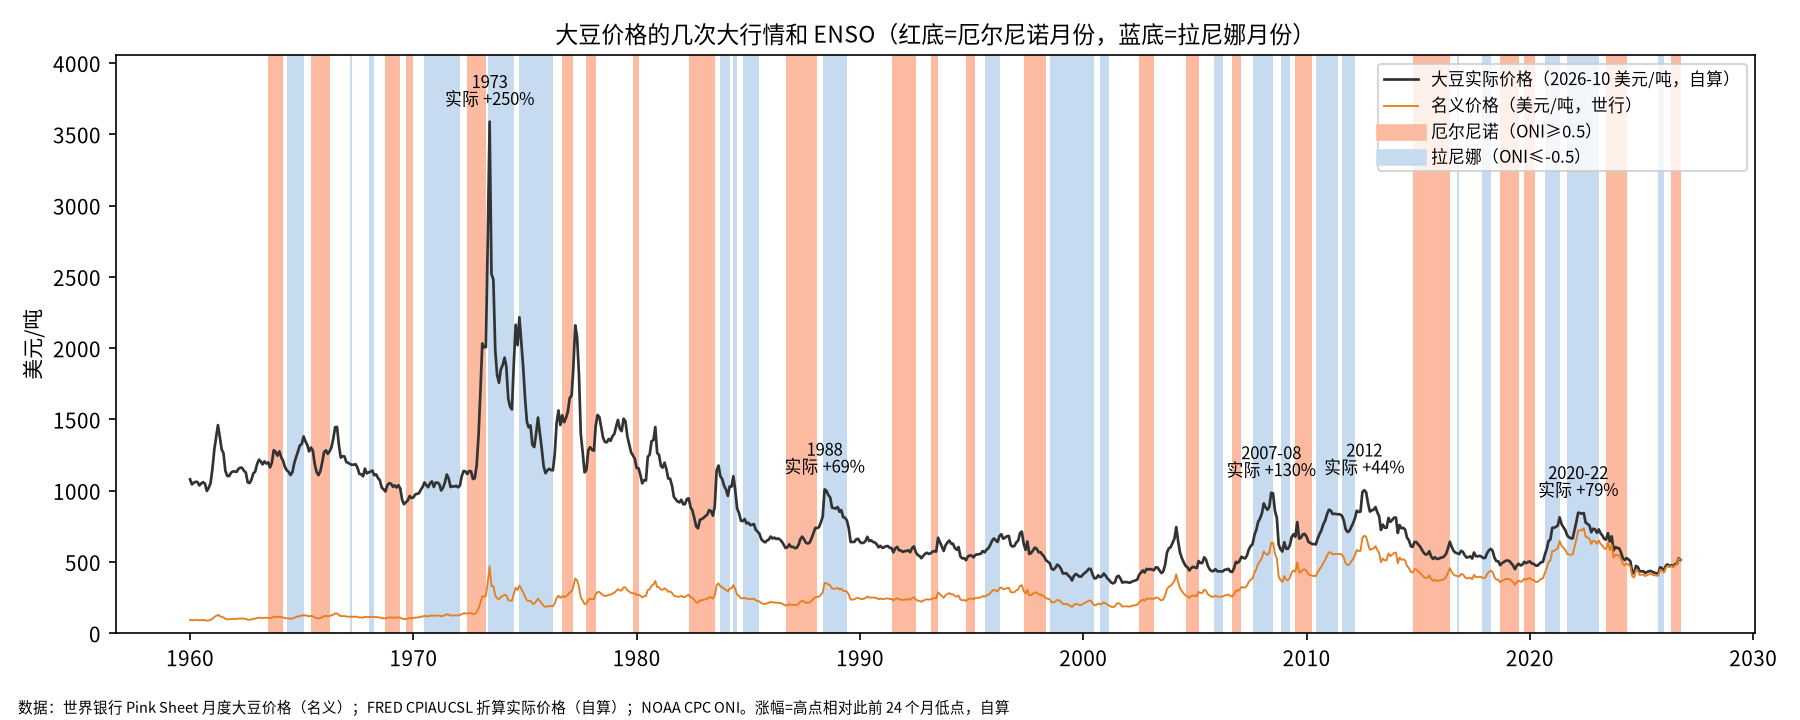 大豆价格的几次大行情和 ENSO（红底=厄尔尼诺月份，蓝底=拉尼娜月份）
美元/吨
4000
3500
3000
2500
2000
1500
1000
500
0
1960
1970
1980
1990
2000
2010
2020
2030
大豆实际价格（2026-10 美元/吨，自算）
名义价格（美元/吨，世行）
厄尔尼诺（ONI≥0.5）
拉尼娜（ONI≤-0.5）
1973
实际 +250%
1988
实际 +69%
2007-08
实际 +130%
2012
实际 +44%
2020-22
实际 +79%
数据：世界银行 Pink Sheet 月度大豆价格（名义）；FRED CPIAUCSL 折算实际价格（自算）；NOAA CPC ONI。涨幅=高点相对此前 24 个月低点，自算